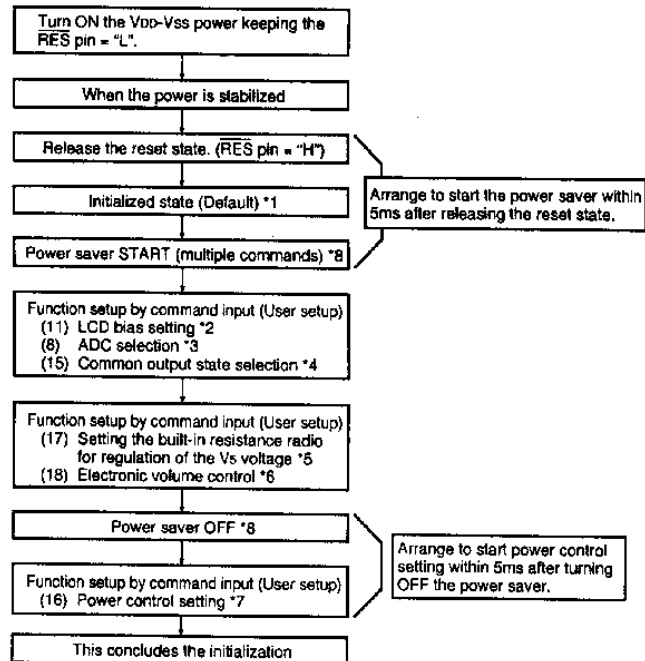 Turn ON the VDD-VSS power keeping the
RES pin = "L".
When the power is stabilized
Release the reset state. (RES pin = "H")
Initialized state (Default) *1
Arrange to start the power saver within
5ms after releasing the reset state.
Power saver START (multiple commands) *8
Function setup by command input (User setup)
(11) LCD bias setting *2
(8) ADC selection *3
(15) Common output state selection *4
Function setup by command input (User setup)
(17) Setting the built-in resistance radio
for regulation of the V5 voltage *5
(18) Electronic volume control *6
Power saver OFF *8
Arrange to start power control
setting within 5ms after turning
OFF the power saver.
Function setup by command input (User setup)
(16) Power control setting *7
This concludes the initialization